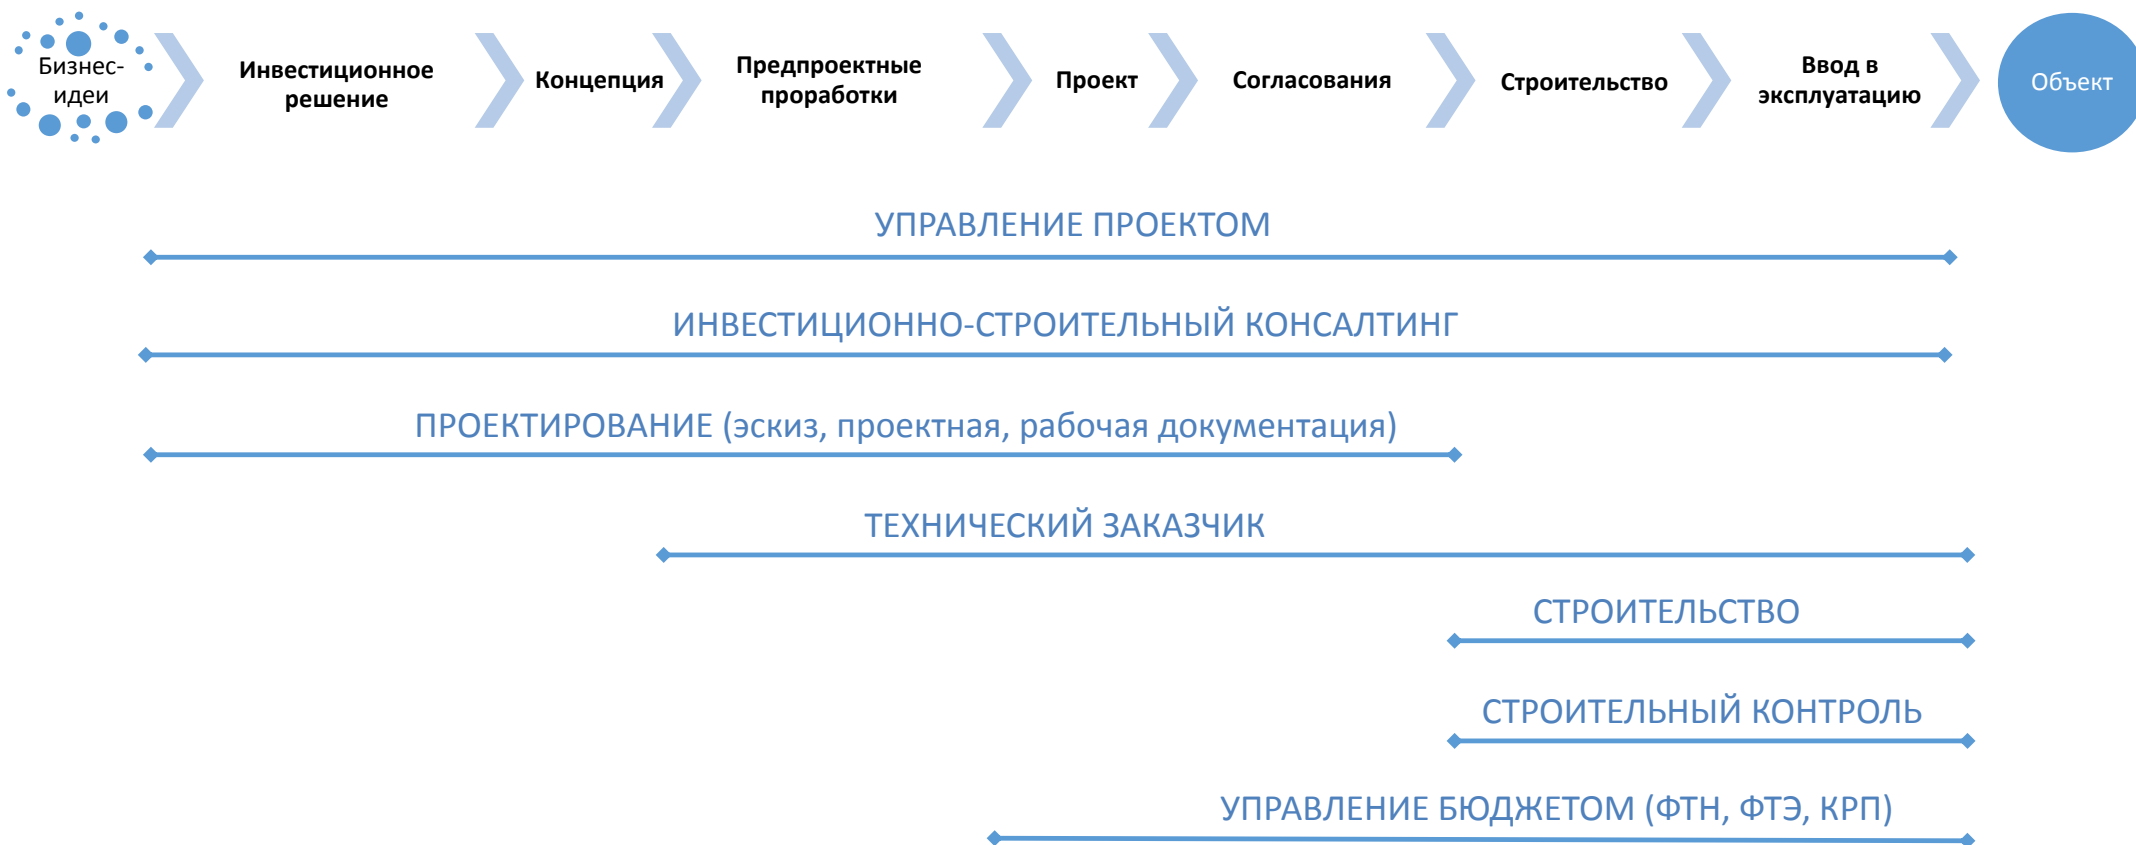 Бизнес-
идеи
Инвестиционное
решение
Концепция
Предпроектные
проработки
Проект
Согласования
Строительство
Ввод в
эксплуатацию
Объект
УПРАВЛЕНИЕ ПРОЕКТОМ
ИНВЕСТИЦИОННО-СТРОИТЕЛЬНЫЙ КОНСАЛТИНГ
ПРОЕКТИРОВАНИЕ (эскиз, проектная, рабочая документация)
ТЕХНИЧЕСКИЙ ЗАКАЗЧИК
СТРОИТЕЛЬСТВО
СТРОИТЕЛЬНЫЙ КОНТРОЛЬ
УПРАВЛЕНИЕ БЮДЖЕТОМ (ФТН, ФТЭ, КРП)